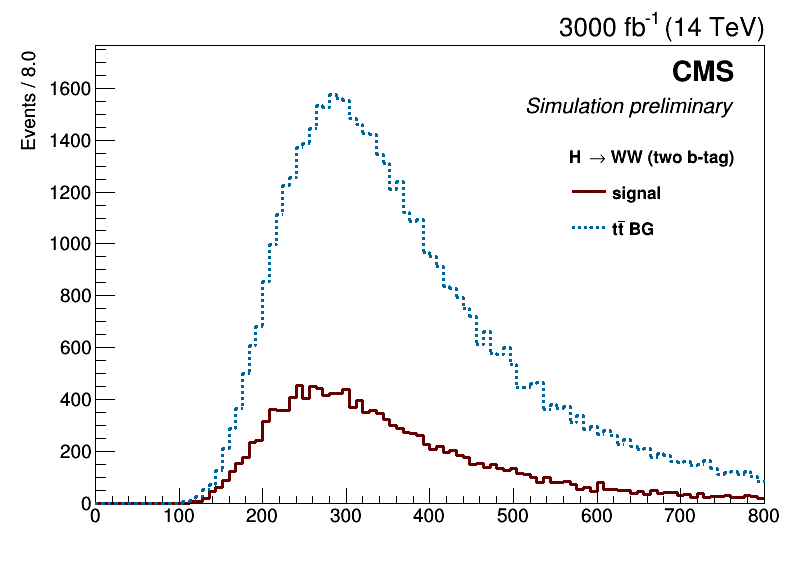 3000 fb-1 (14 TeV)
Events / 8.0
CMS
Simulation preliminary
H → WW (two b-tag)
signal
tt̄ BG
1600
1400
1200
1000
800
600
400
200
0
0 100 200 300 400 500 600 700 800